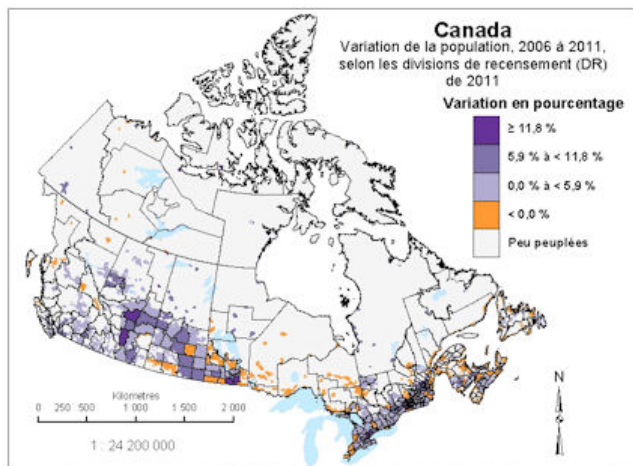 Canada
Variation de la population, 2006 à 2011,
selon les divisions de recensement (DR)
de 2011
Variation en pourcentage
≥ 11,8 %
5,9 % à < 11,8 %
0,0 % à < 5,9 %
< 0,0 %
Peu peuplées
Kilometres
0 250 500 1 000 1 500 2 000
1 : 24 200 000
N